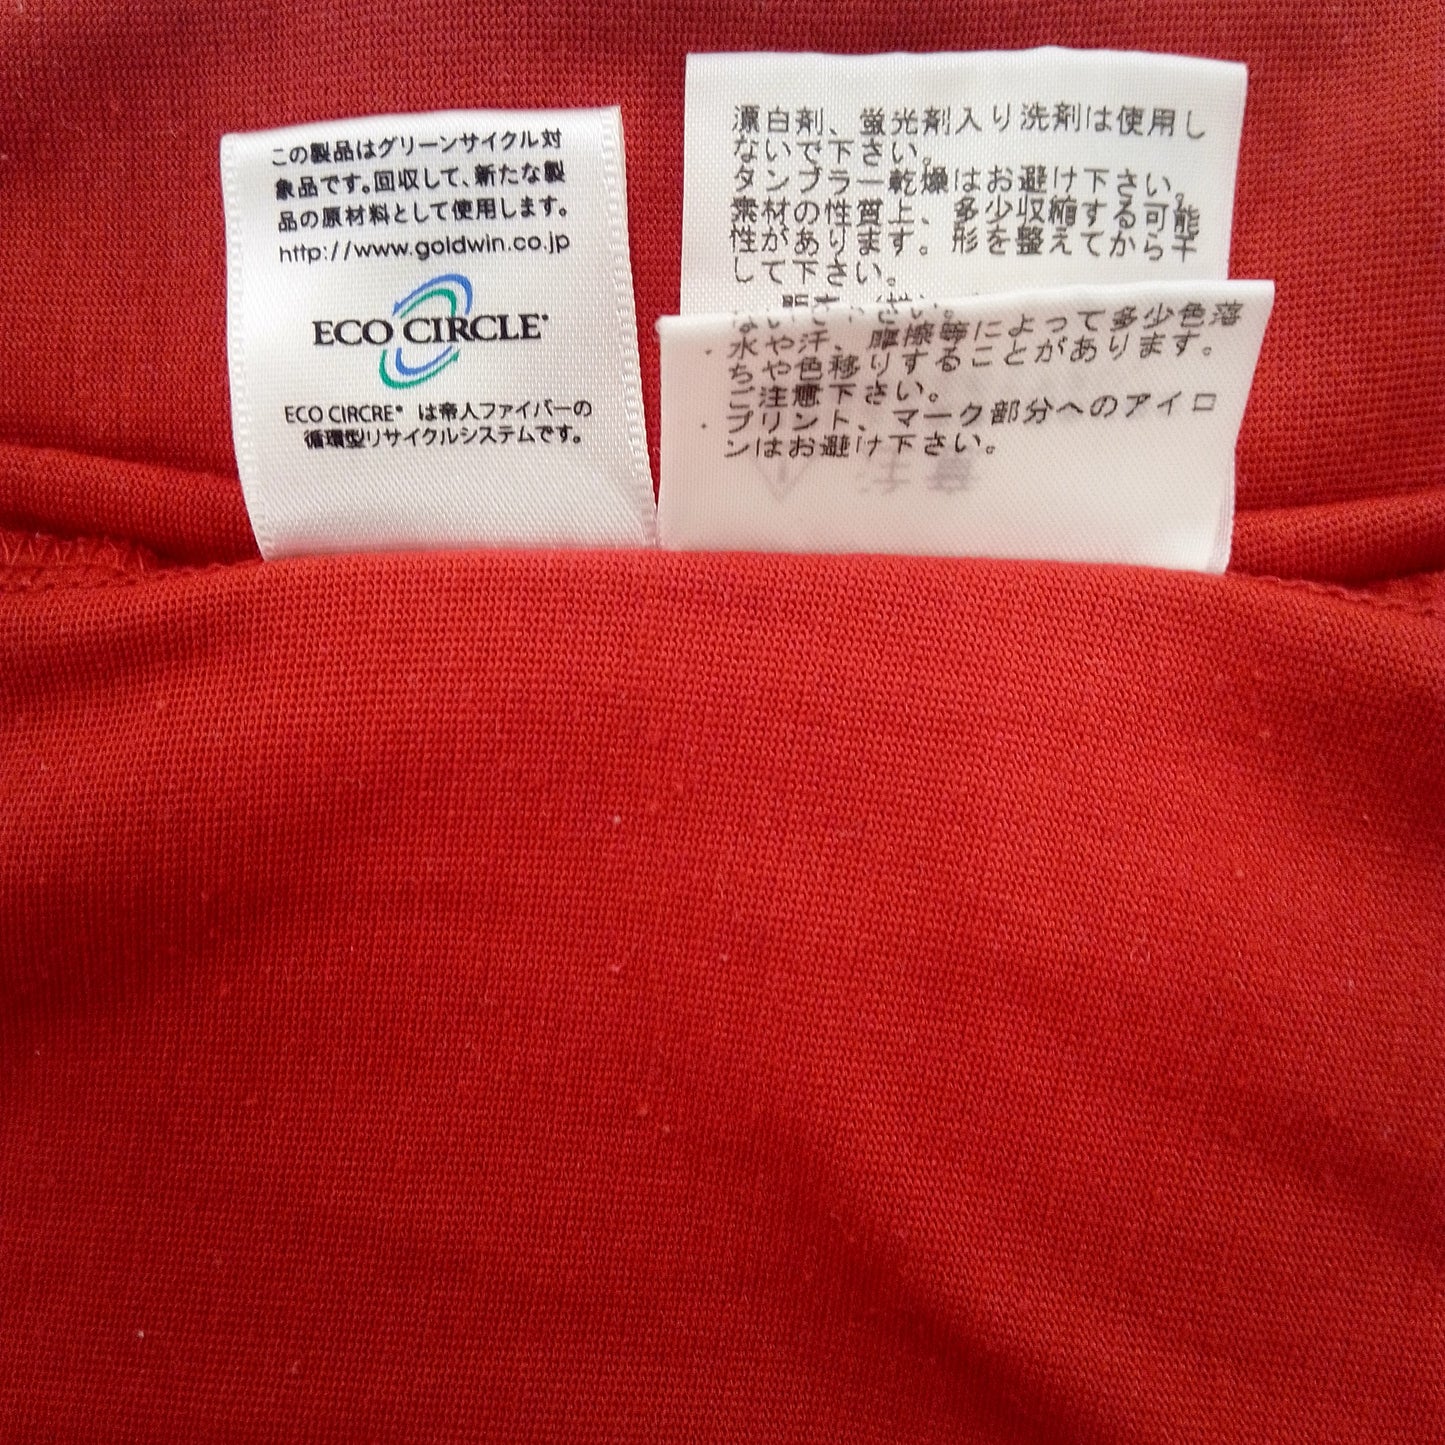 この製品はグリーンサイクル対
象品です。回収して、新たな製
品の原材料として使用します。
http://www.goldwin.co.jp
ECO CIRCLE
ECO CIRCRE® は帝人ファイバーの
循環型リサイクルシステムです。
漂白剤、蛍光剤入り洗剤は使用し
ないで下さい。
タンブラー乾燥はお避け下さい。
素材の性質上、多少収縮する可能
性があります。形を整えてから干
して下さい。
水や汗、摩擦等によって多少色落
ちや色移りすることがあります。
ご注意下さい。
・プリント、マーク部分へのアイロ
ンはお避け下さい。